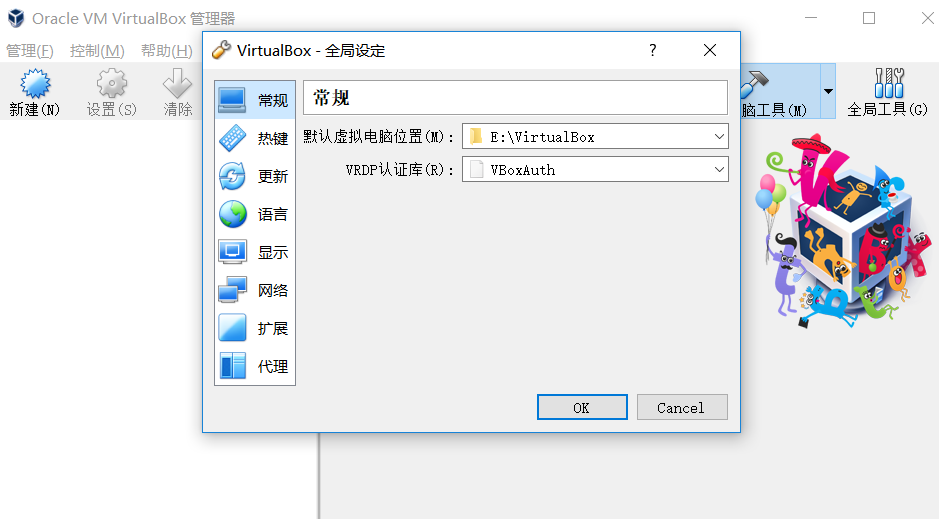 Oracle VM VirtualBox 管理器
管理(F) 控制(M) 帮助(H)
新建(N) 设置(S) 清除
脑工具(M) 全局工具(G)
VirtualBox - 全局设定
?
常规
热键
更新
语言
显示
网络
扩展
代理
常规
默认虚拟电脑位置(M): E:\VirtualBox
VRDP认证库(R): VBoxAuth
OK Cancel